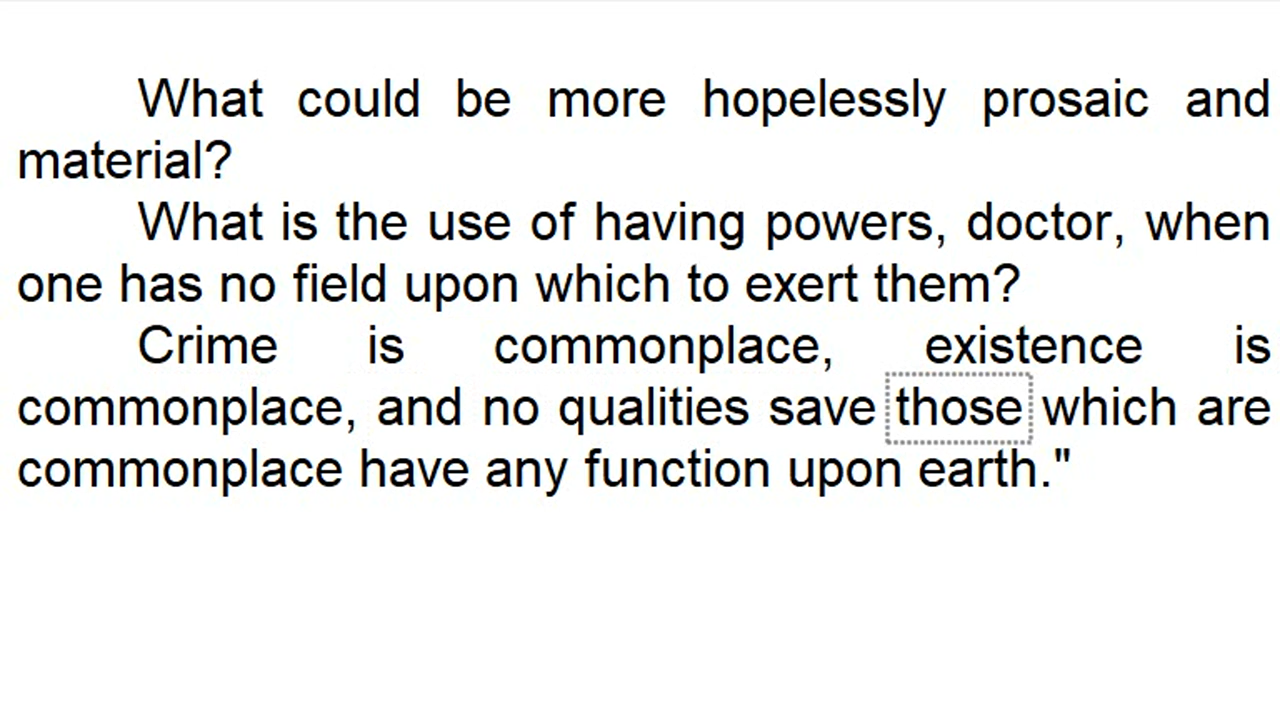 What could be more hopelessly prosaic and
material?
What is the use of having powers, doctor, when
one has no field upon which to exert them?
Crime is commonplace, existence is
commonplace, and no qualities save those which are
commonplace have any function upon earth."